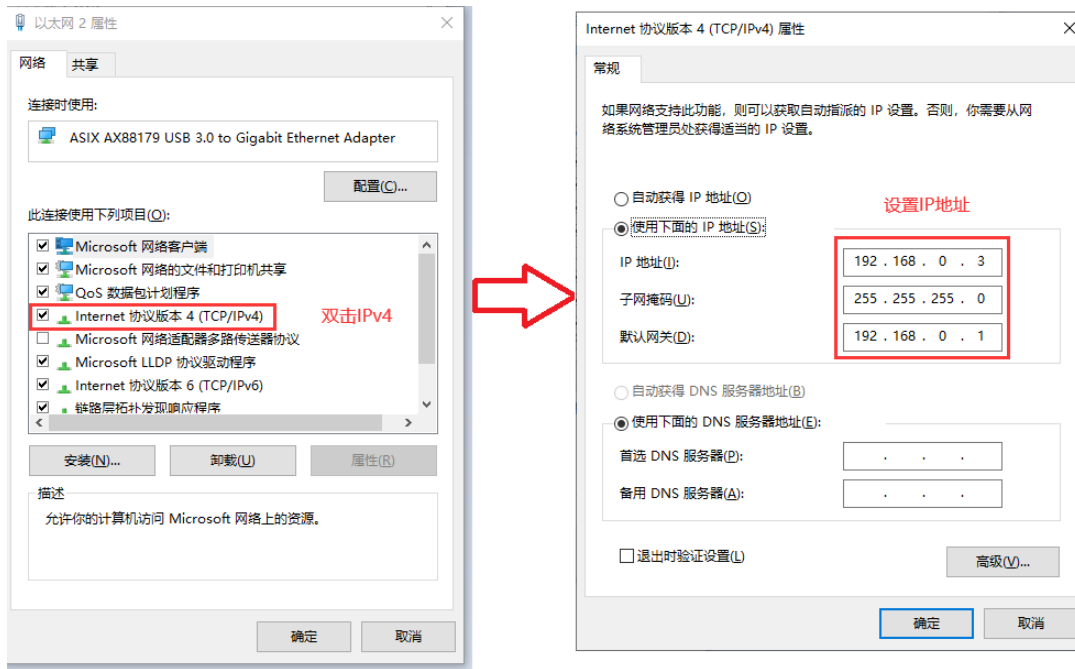 以太网 2 属性
网络 共享
连接时使用:
ASIX AX88179 USB 3.0 to Gigabit Ethernet Adapter
配置(C)...
此连接使用下列项目(O):
Microsoft 网络客户端
Microsoft 网络的文件和打印机共享
QoS 数据包计划程序
Internet 协议版本 4 (TCP/IPv4)
双击IPv4
Microsoft 网络适配器多路传送器协议
Microsoft LLDP 协议驱动程序
Internet 协议版本 6 (TCP/IPv6)
链路层拓扑发现响应程序
安装(N)... 卸载(U) 属性(R)
描述
允许你的计算机访问 Microsoft 网络上的资源。
确定 取消
Internet 协议版本 4 (TCP/IPv4) 属性
常规
如果网络支持此功能，则可以获取自动指派的 IP 设置。否则，你需要从网
络系统管理员处获得适当的 IP 设置。
自动获得 IP 地址(O)
设置IP地址
使用下面的 IP 地址(S):
IP 地址(I): 192 . 168 . 0 . 3
子网掩码(U): 255 . 255 . 255 . 0
默认网关(D): 192 . 168 . 0 . 1
自动获得 DNS 服务器地址(B)
使用下面的 DNS 服务器地址(E):
首选 DNS 服务器(P): . . .
备用 DNS 服务器(A): . . .
退出时验证设置(L)
高级(V)...
确定 取消